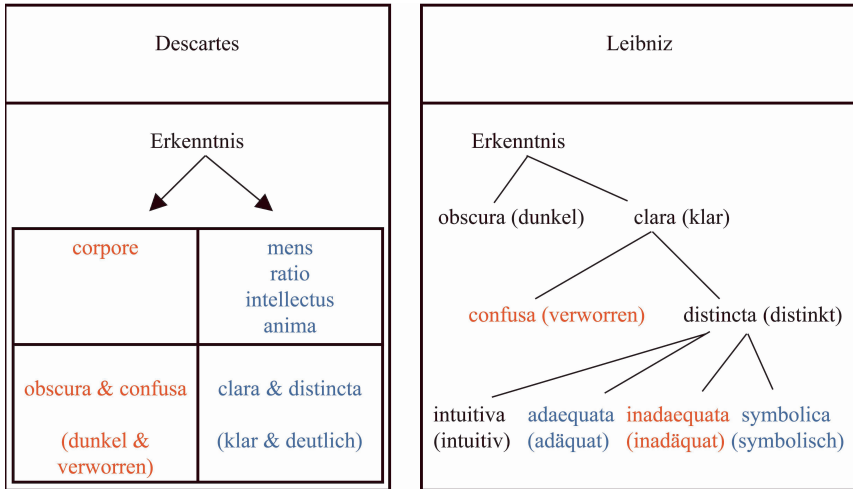 Descartes
Erkenntnis
corpore
mens
ratio
intellectus
anima
obscura & confusa
(dunkel &
verworren)
clara & distincta
(klar & deutlich)
Leibniz
Erkenntnis
obscura (dunkel)
clara (klar)
confusa (verworren)
distincta (distinkt)
intuitiva
(intuitiv)
adaequata
(adäquat)
inadaequata
(inadäquat)
symbolica
(symbolisch)